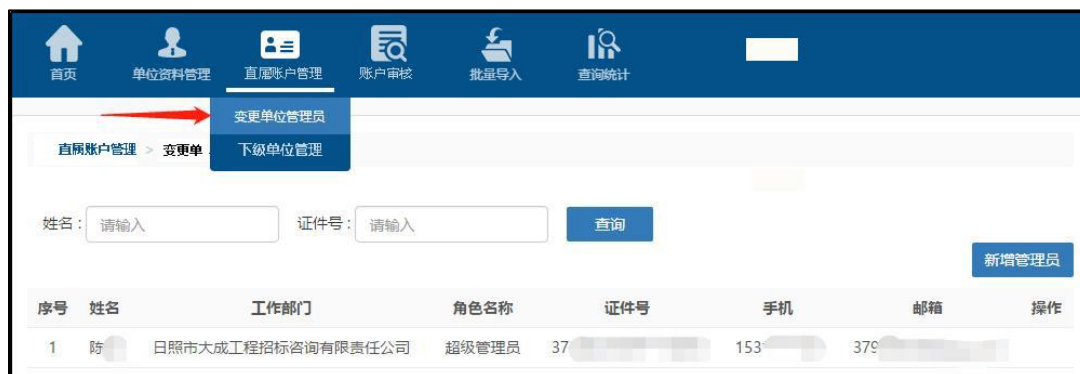 首页 单位资料管理 直属账户管理 账户审核 批量导入 查询统计
变更单位管理员
直属账户管理 > 变更单 下级单位管理
姓名： 请输入 证件号： 请输入 查询
新增管理员
序号 姓名 工作部门 角色名称 证件号 手机 邮箱 操作
1 陈 日照市大成工程招标咨询有限责任公司 超级管理员 37 153 379